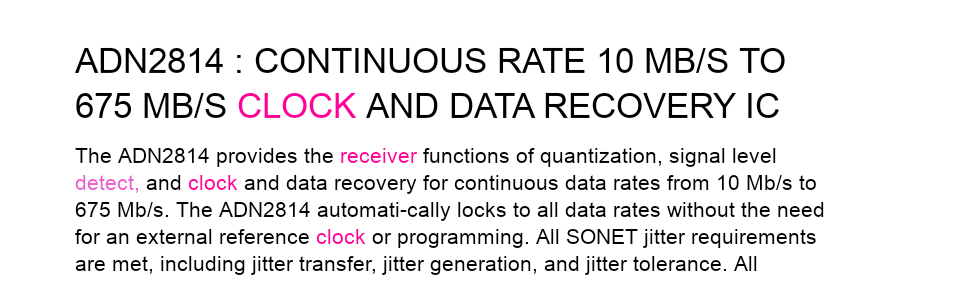 ADN2814 : CONTINUOUS RATE 10 MB/S TO
675 MB/S CLOCK AND DATA RECOVERY IC
The ADN2814 provides the receiver functions of quantization, signal level
detect, and clock and data recovery for continuous data rates from 10 Mb/s to
675 Mb/s. The ADN2814 automati-cally locks to all data rates without the need
for an external reference clock or programming. All SONET jitter requirements
are met, including jitter transfer, jitter generation, and jitter tolerance. All